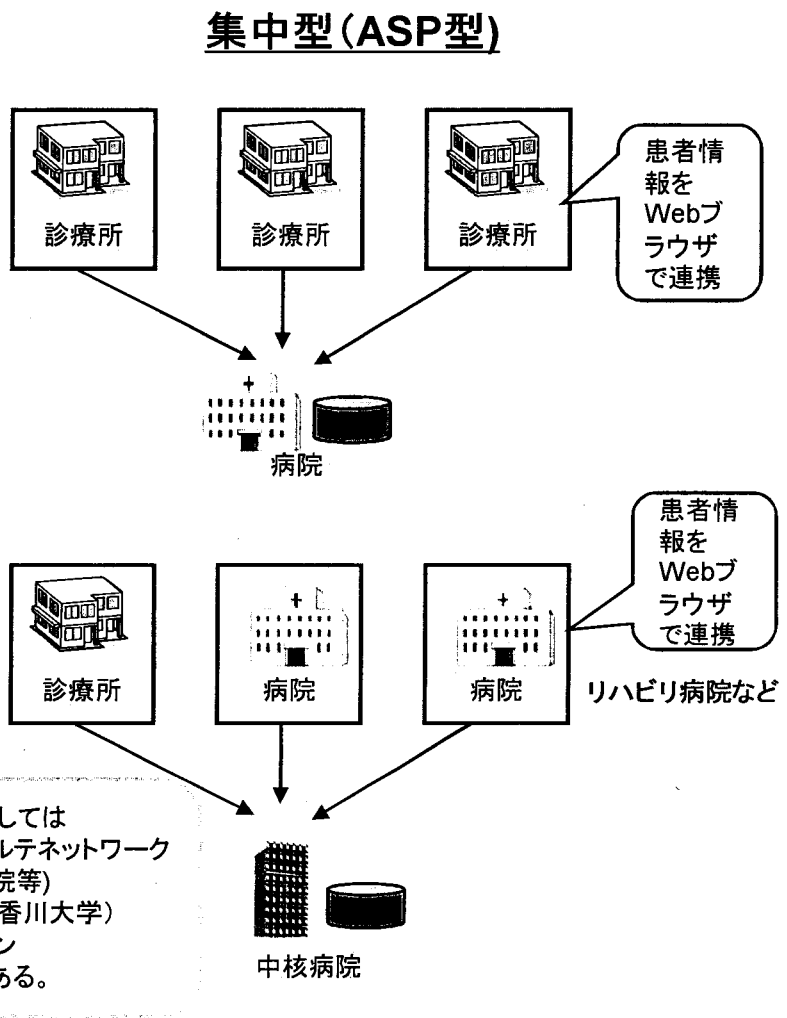 集中型(ASP型)
診療所
診療所
診療所
患者情
報を
Webブ
ラウザ
で連携
病院
患者情
報を
Webブ
ラウザ
で連携
診療所
病院
病院
リハビリ病院など
しては
ルテネットワーク
院等)
香川大学)
ン
ある。
中核病院